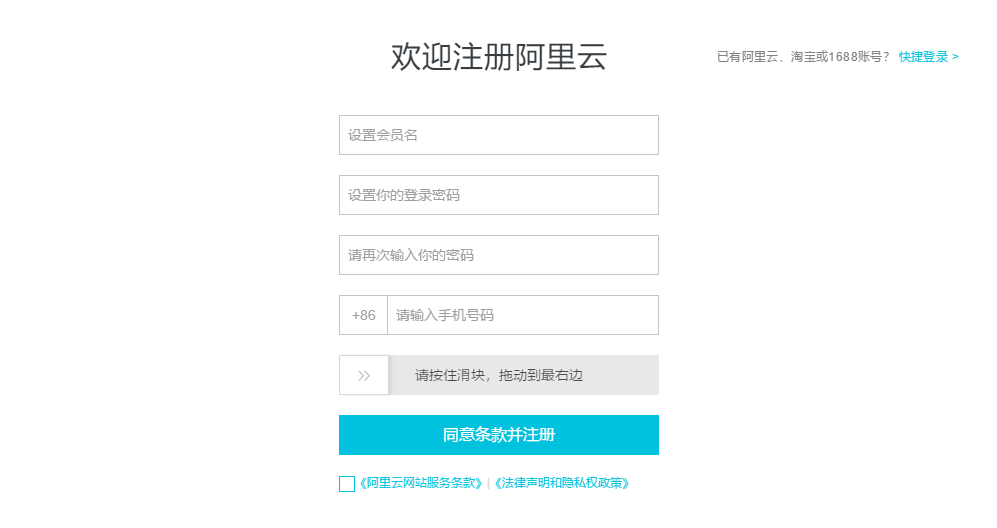 欢迎注册阿里云
已有阿里云、淘宝或1688账号? 快捷登录 >
设置会员名
设置你的登录密码
请再次输入你的密码
+86 请输入手机号码
>> 请按住滑块，拖动到最右边
同意条款并注册
《阿里云网站服务条款》 | 《法律声明和隐私权政策》